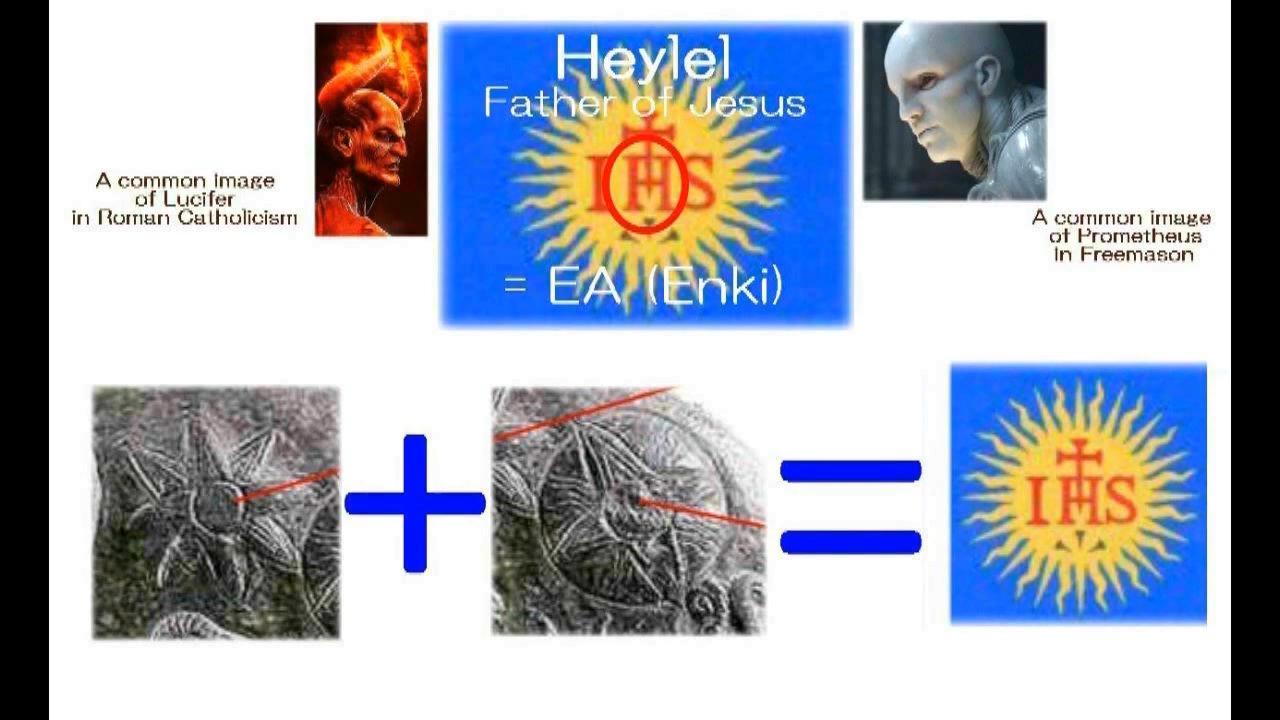 Heylel
Father of Jesus
IHS
= EA (Enki)
A common image
of Lucifer
in Roman Catholicism
A common image
of Prometheus
in Freemason
IHS